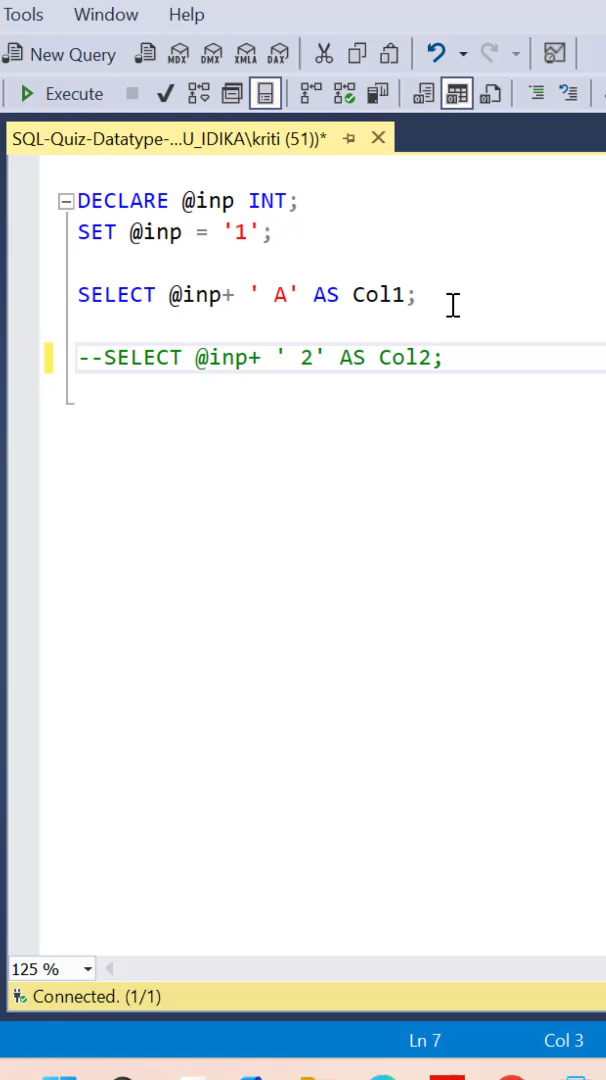 Tools Window Help
New Query MDX DMX XMLA DAX
Execute
SQL-Quiz-Datatype-...U_IDIKA\kriti (51))*
DECLARE @inp INT;
SET @inp = '1';
SELECT @inp+ ' A' AS Col1;
--SELECT @inp+ ' 2' AS Col2;
125 %
Connected. (1/1)
Ln 7 Col 3